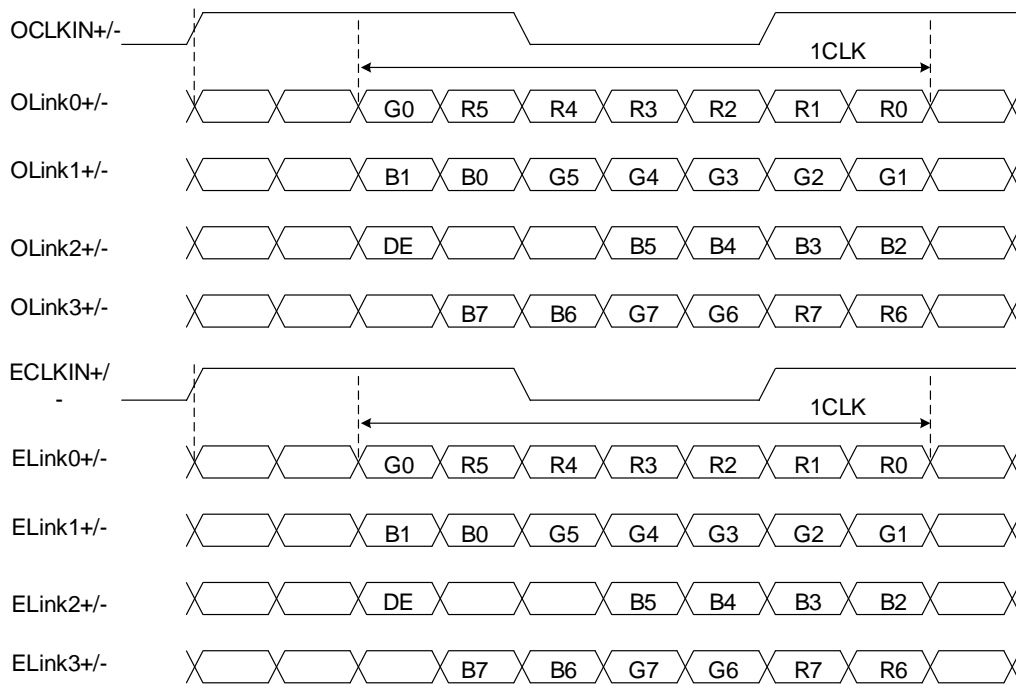 OCLKIN+/-
1CLK
OLink0+/- G0 R5 R4 R3 R2 R1 R0
OLink1+/- B1 B0 G5 G4 G3 G2 G1
OLink2+/- DE B5 B4 B3 B2
OLink3+/- B7 B6 G7 G6 R7 R6
ECLKIN+/
-
1CLK
ELink0+/- G0 R5 R4 R3 R2 R1 R0
ELink1+/- B1 B0 G5 G4 G3 G2 G1
ELink2+/- DE B5 B4 B3 B2
ELink3+/- B7 B6 G7 G6 R7 R6